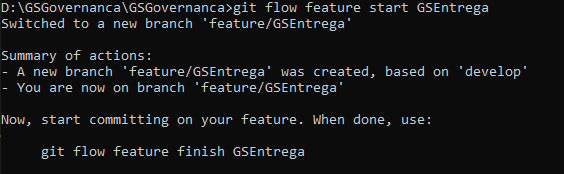 D:\GSGovernanca\GSGovernanca>git flow feature start GSEntrega
Switched to a new branch 'feature/GSEntrega'
Summary of actions:
- A new branch 'feature/GSEntrega' was created, based on 'develop'
- You are now on branch 'feature/GSEntrega'
Now, start committing on your feature. When done, use:
git flow feature finish GSEntrega